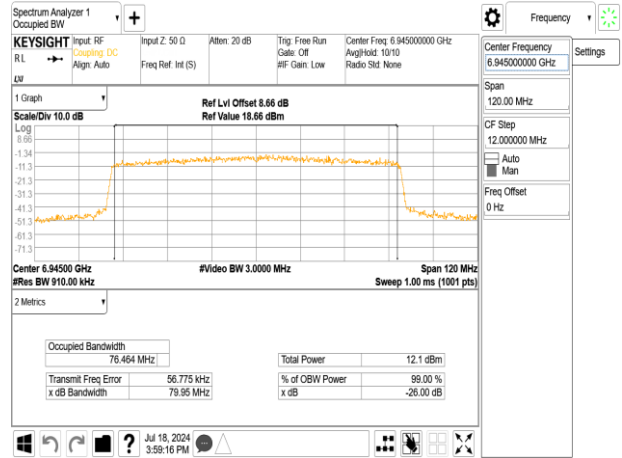 Spectrum Analyzer 1
Occupied BW
KEYSIGHT
RL
Input: RF
Coupling: DC
Align: Auto
Input Z: 50 Ω
Freq Ref: Int (S)
Atten: 20 dB
Trig: Free Run
Gate: Off
#IF Gain: Low
Center Freq: 6.945000000 GHz
Avg|Hold: 10/10
Radio Std: None
1 Graph
Scale/Div 10.0 dB
Ref Lvl Offset 8.66 dB
Ref Value 18.66 dBm
Log
8.66
-1.34
-11.3
-21.3
-31.3
-41.3
-51.3
-61.3
-71.3
Center 6.94500 GHz
#Video BW 3.0000 MHz
Span 120 MHz
#Res BW 910.00 kHz
Sweep 1.00 ms (1001 pts)
2 Metrics
Occupied Bandwidth
76.464 MHz
Total Power
12.1 dBm
Transmit Freq Error
56.775 kHz
% of OBW Power
99.00 %
x dB Bandwidth
79.95 MHz
x dB
-26.00 dB
?
Jul 18, 2024
3:59:16 PM
Frequency
Settings
Center Frequency
6.945000000 GHz
Span
120.00 MHz
CF Step
12.000000 MHz
Auto
Man
Freq Offset
0 Hz